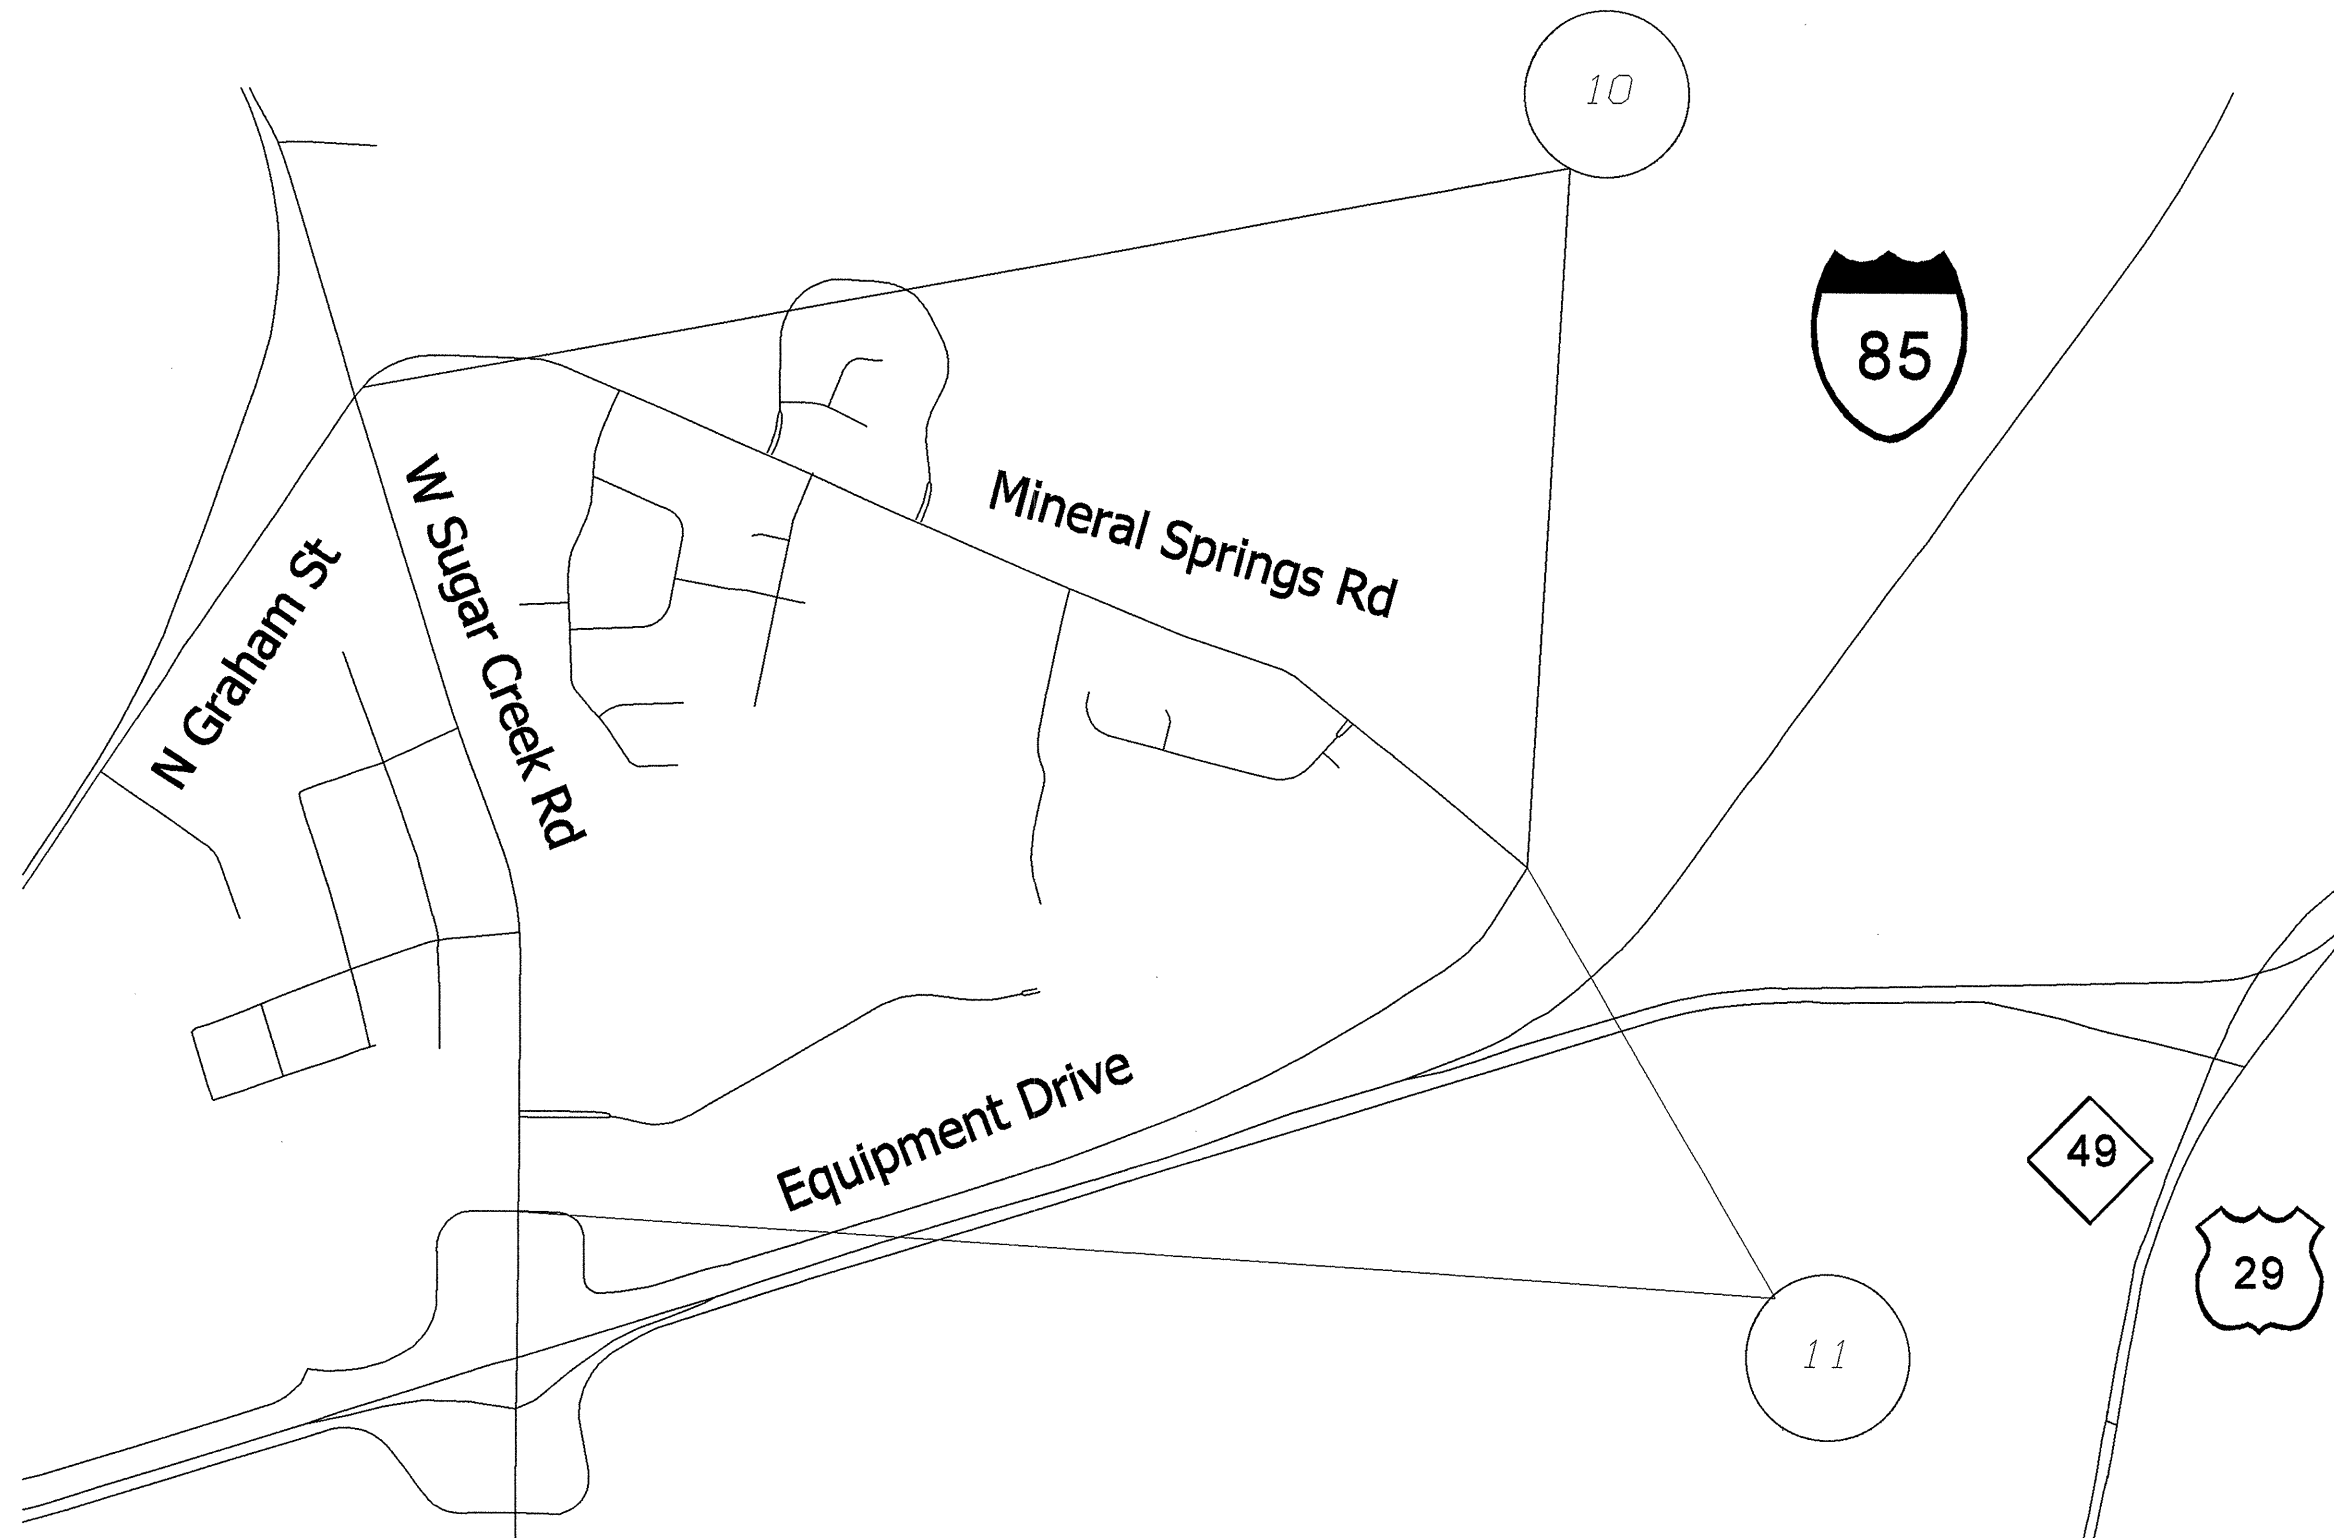 10
85
Mineral Springs Rd
W Sugar Creek Rd
N Graham St
Equipment Drive
49
29
11